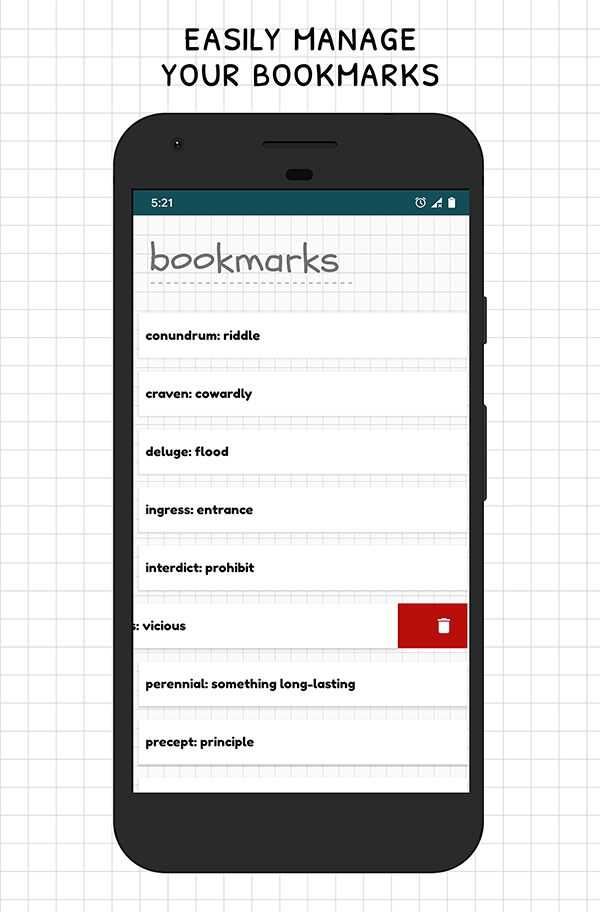 EASILY MANAGE
YOUR BOOKMARKS
5:21
bookmarks
conundrum: riddle
craven: cowardly
deluge: flood
ingress: entrance
interdict: prohibit
s: vicious
perennial: something long-lasting
precept: principle